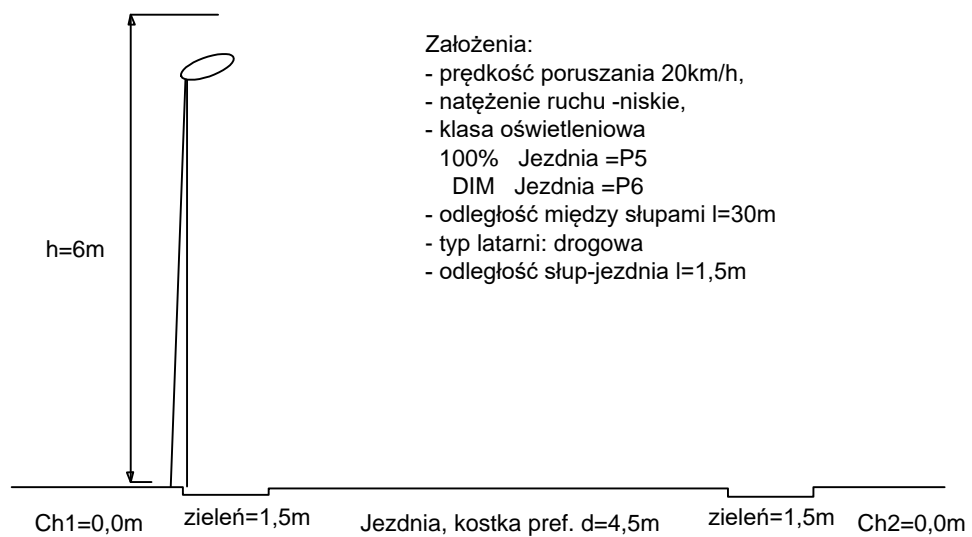 Założenia:
- prędkość poruszania 20km/h,
- natężenie ruchu -niskie,
- klasa oświetleniowa
100% Jezdnia =P5
DIM Jezdnia =P6
- odległość między słupami l=30m
- typ latarni: drogowa
- odległość słup-jezdnia l=1,5m
h=6m
Ch1=0,0m
zieleń=1,5m
Jezdnia, kostka pref. d=4,5m
zieleń=1,5m
Ch2=0,0m